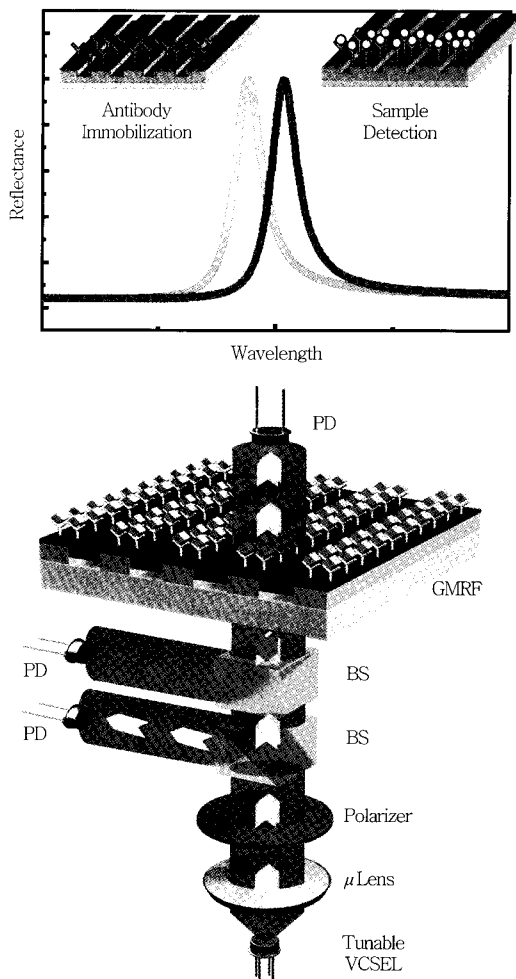 Antibody
Immobilization
Sample
Detection
Reflectance
Wavelength
PD
GMRF
PD
BS
PD
BS
Polarizer
μLens
Tunable
VCSEL